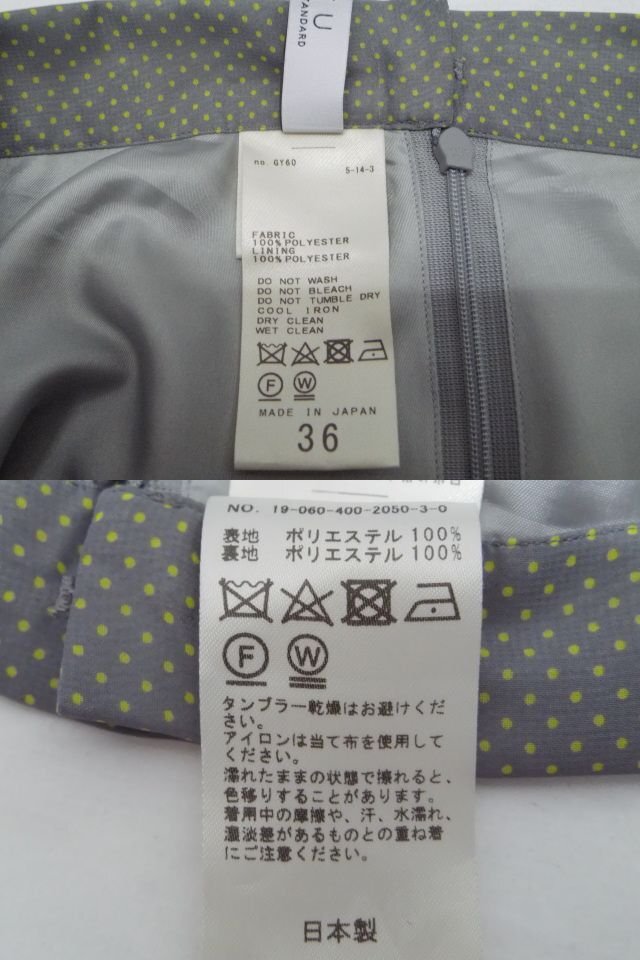 U
STANDARD
no. GY60
5-14-3
FABRIC
100%POLYESTER
LINING
100%POLYESTER
DO NOT WASH
DO NOT BLEACH
DO NOT TUMBLE DRY
COOL IRON
DRY CLEAN
WET CLEAN
F W
MADE IN JAPAN
36
NO. 19-060-400-2050-3-0
裏地 ポリエステル 100%
裏地 ポリエステル 100%
F W
タンブラー乾燥はお避けくだ
さい。
アイロンは当て布を使用して
ください。
濡れたままの状態で擦れると、
色移りすることがあります。
着用中の摩擦や、汗、水濡れ、
濃淡差があるものとの重ね着
にご注意ください。
日本製